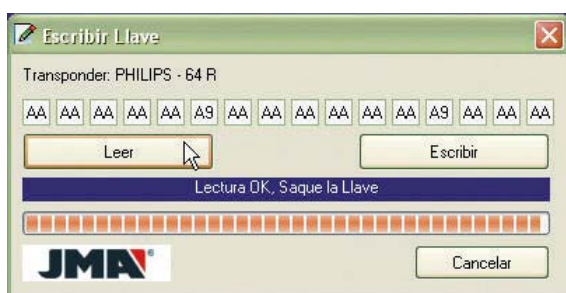 Escribir Llave
Transponder: PHILIPS - 64 R
AA AA AA AA AA A9 AA AA AA AA AA AA A9 AA AA AA
Leer Escribir
Lectura OK, Saque la Llave
JMA Cancelar